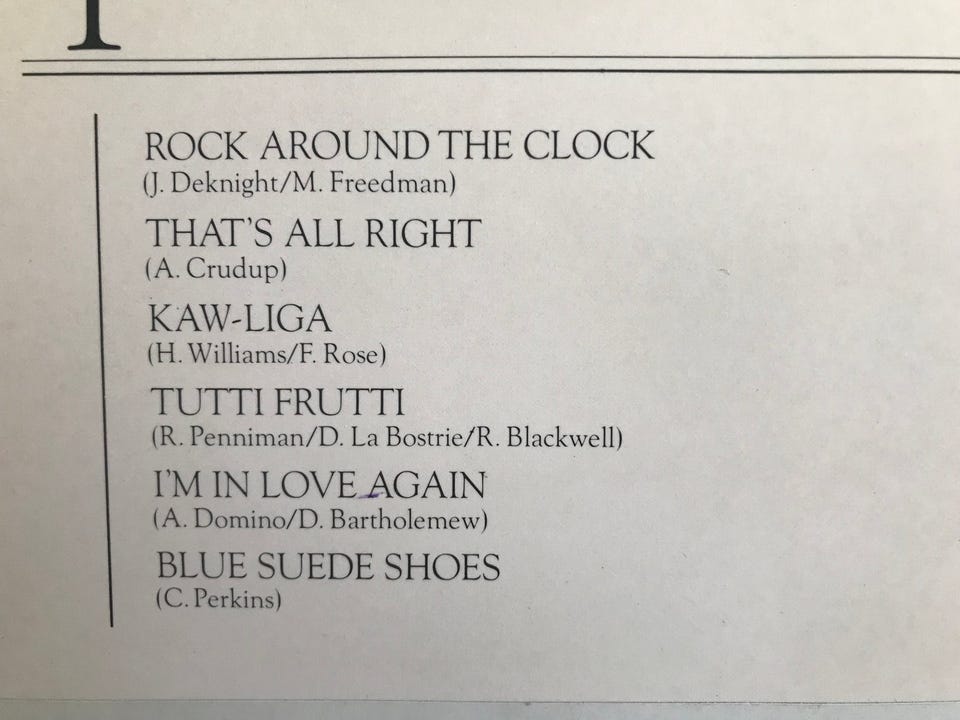 ROCK AROUND THE CLOCK
(J. Deknight/M. Freedman)
THAT'S ALL RIGHT
(A. Crudup)
KAW-LIGA
(H. Williams/F. Rose)
TUTTI FRUTTI
(R. Penniman/D. La Bostrie/R. Blackwell)
I'M IN LOVE AGAIN
(A. Domino/D. Bartholemew)
BLUE SUEDE SHOES
(C. Perkins)